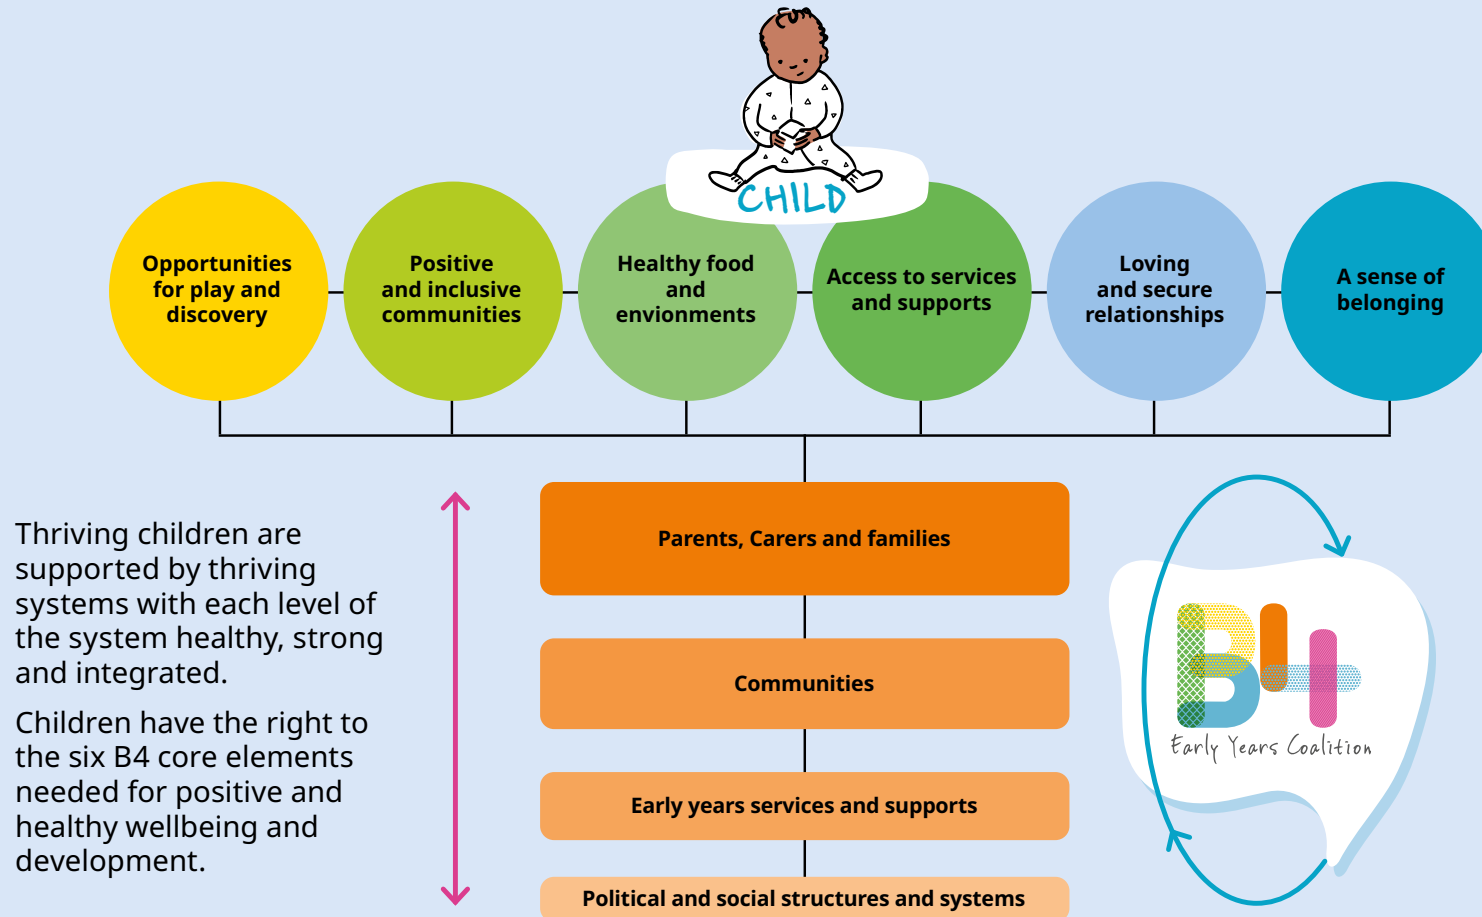 CHILD
Opportunities
for play and
discovery
Positive
and inclusive
communities
Healthy food
and
envionments
Access to services
and supports
Loving
and secure
relationships
A sense of
belonging
Thriving children are
supported by thriving
systems with each level of
the system healthy, strong
and integrated.
Children have the right to
the six B4 core elements
needed for positive and
healthy wellbeing and
development.
Parents, Carers and families
Communities
Early years services and supports
Political and social structures and systems
B4
Early Years Coalition